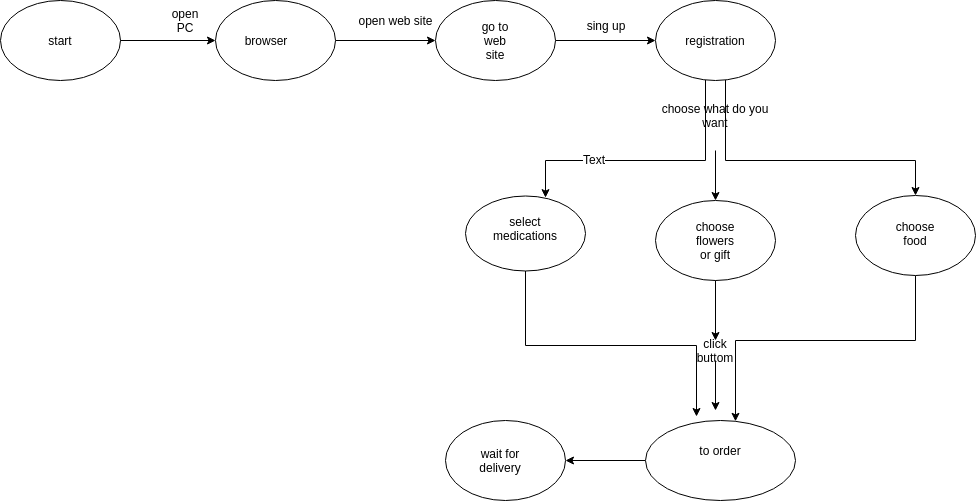 start
open
PC
browser
open web site
go to
web
site
sing up
registration
choose what do you
want
Text
select
medications
choose
flowers
or gift
choose
food
click
buttom
to order
wait for
delivery